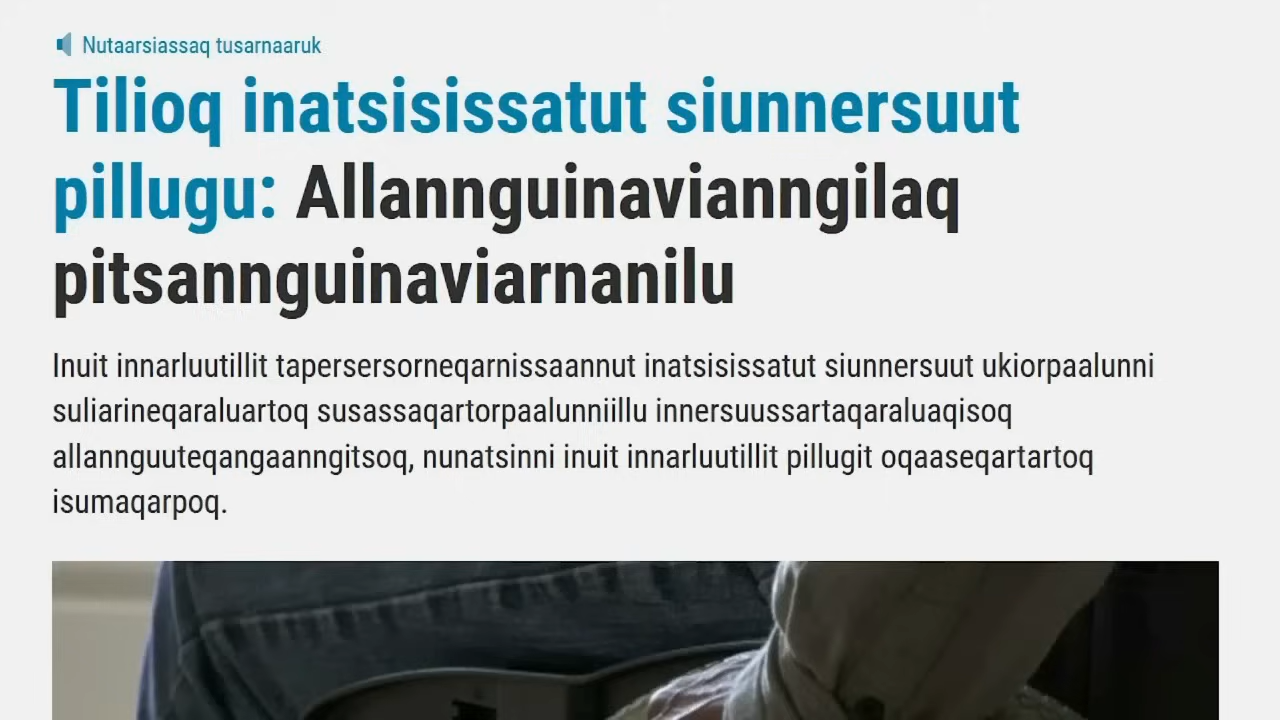 Nutaarsiassaq tusarnaaruk
Tilioq inatsisissatut siunnersuut
pillugu: Allannguinavianngilaq
pitsannguinaviarnanilu
Inuit innarluutillit tapersersorneqarnissaannut inatsisissatut siunnersuut ukiorpaalunni
suliarineqaraluartoq susassaqartorpaalunniillu innersuussartaqaraluaqisoq
allannguuteqangaanngitsoq, nunatsinni inuit innarluutillit pillugit oqaaseqartartoq
isumaqarpoq.